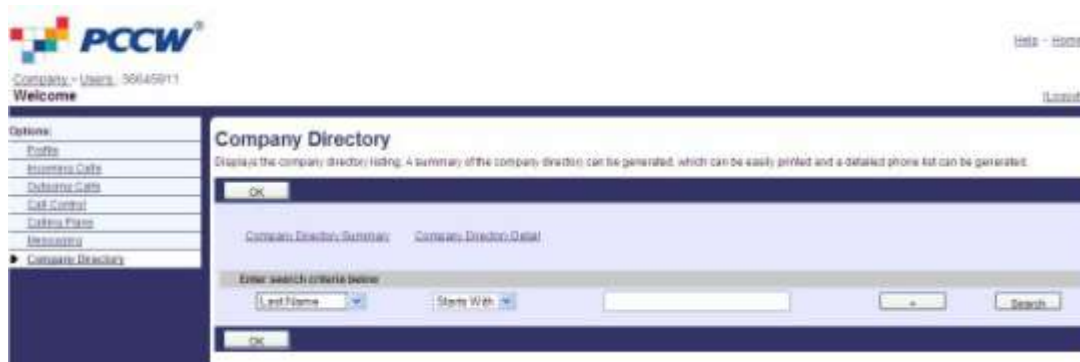 PCCW®
Help - Home
Company - Users : 36645911
Welcome
Options:
Profile
Incoming Calls
Outgoing Calls
Call Control
Calling Plans
Messaging
Company Directory
Company Directory
Displays the company directory listing. A summary of the company directory can be generated, which can be easily printed and a detailed phone list can be generated.
OK
Company Directory Summary Company Directory Detail
Enter search criteria below
Last Name Starts With + Search
OK